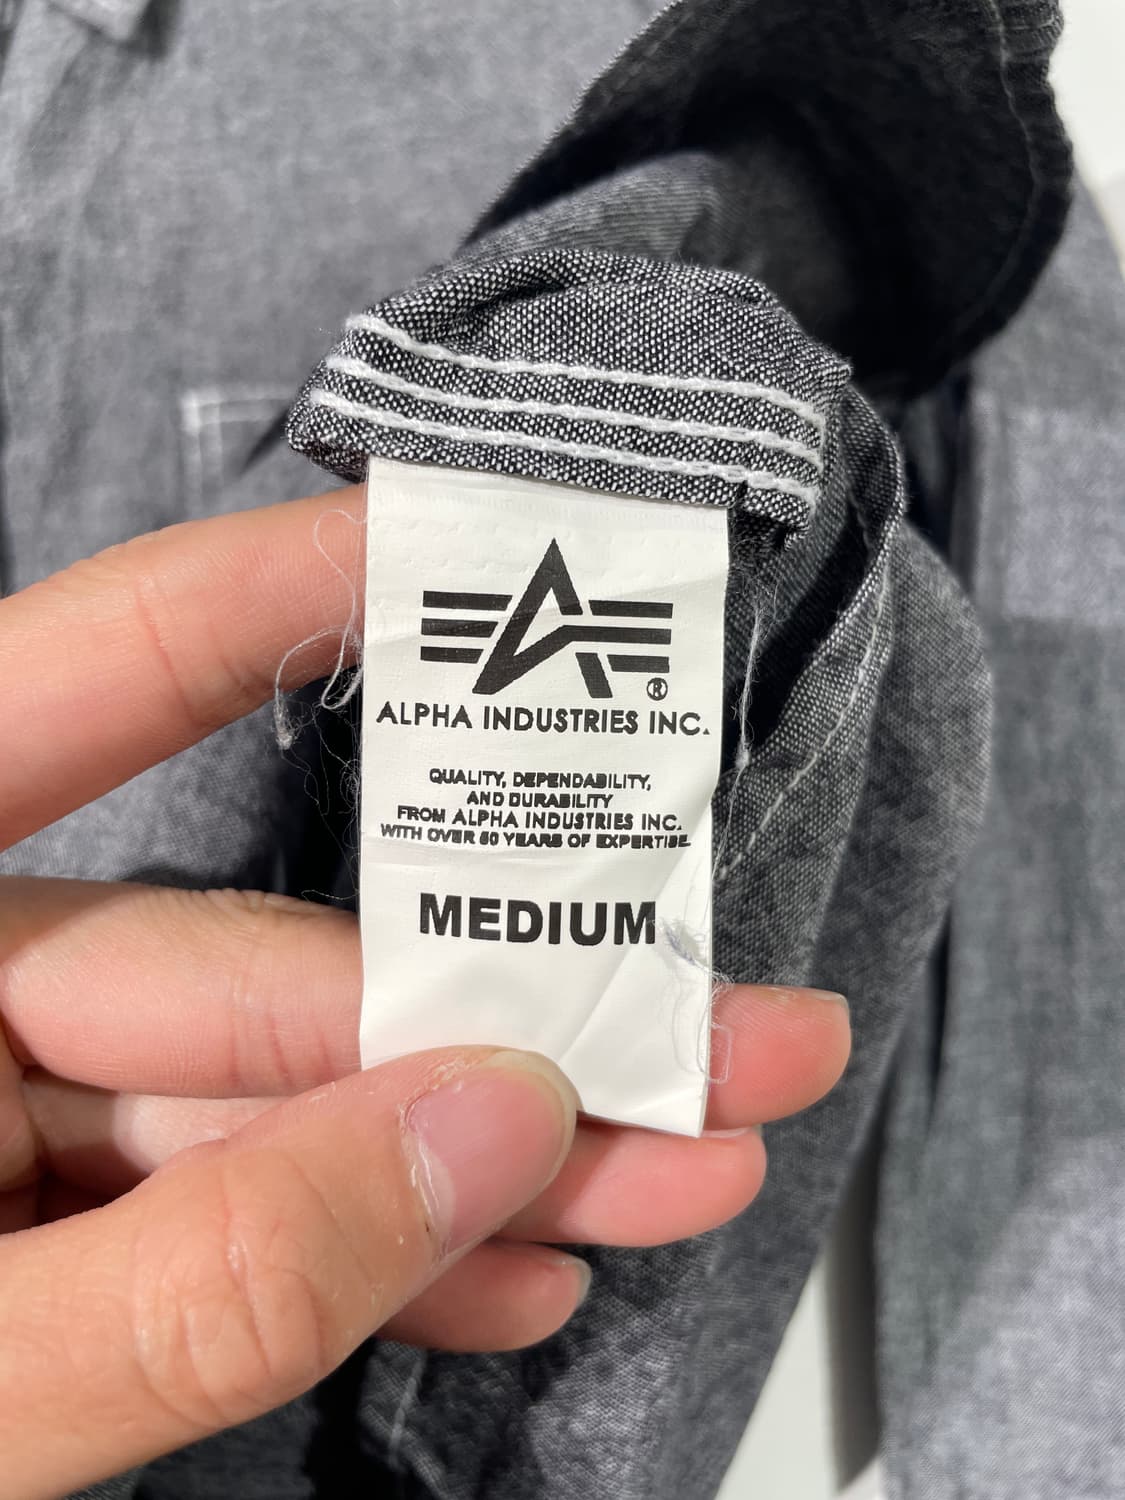 ®
ALPHA INDUSTRIES INC.
QUALITY, DEPENDABILITY,
AND DURABILITY
FROM ALPHA INDUSTRIES INC.
WITH OVER 50 YEARS OF EXPERTISE.
MEDIUM